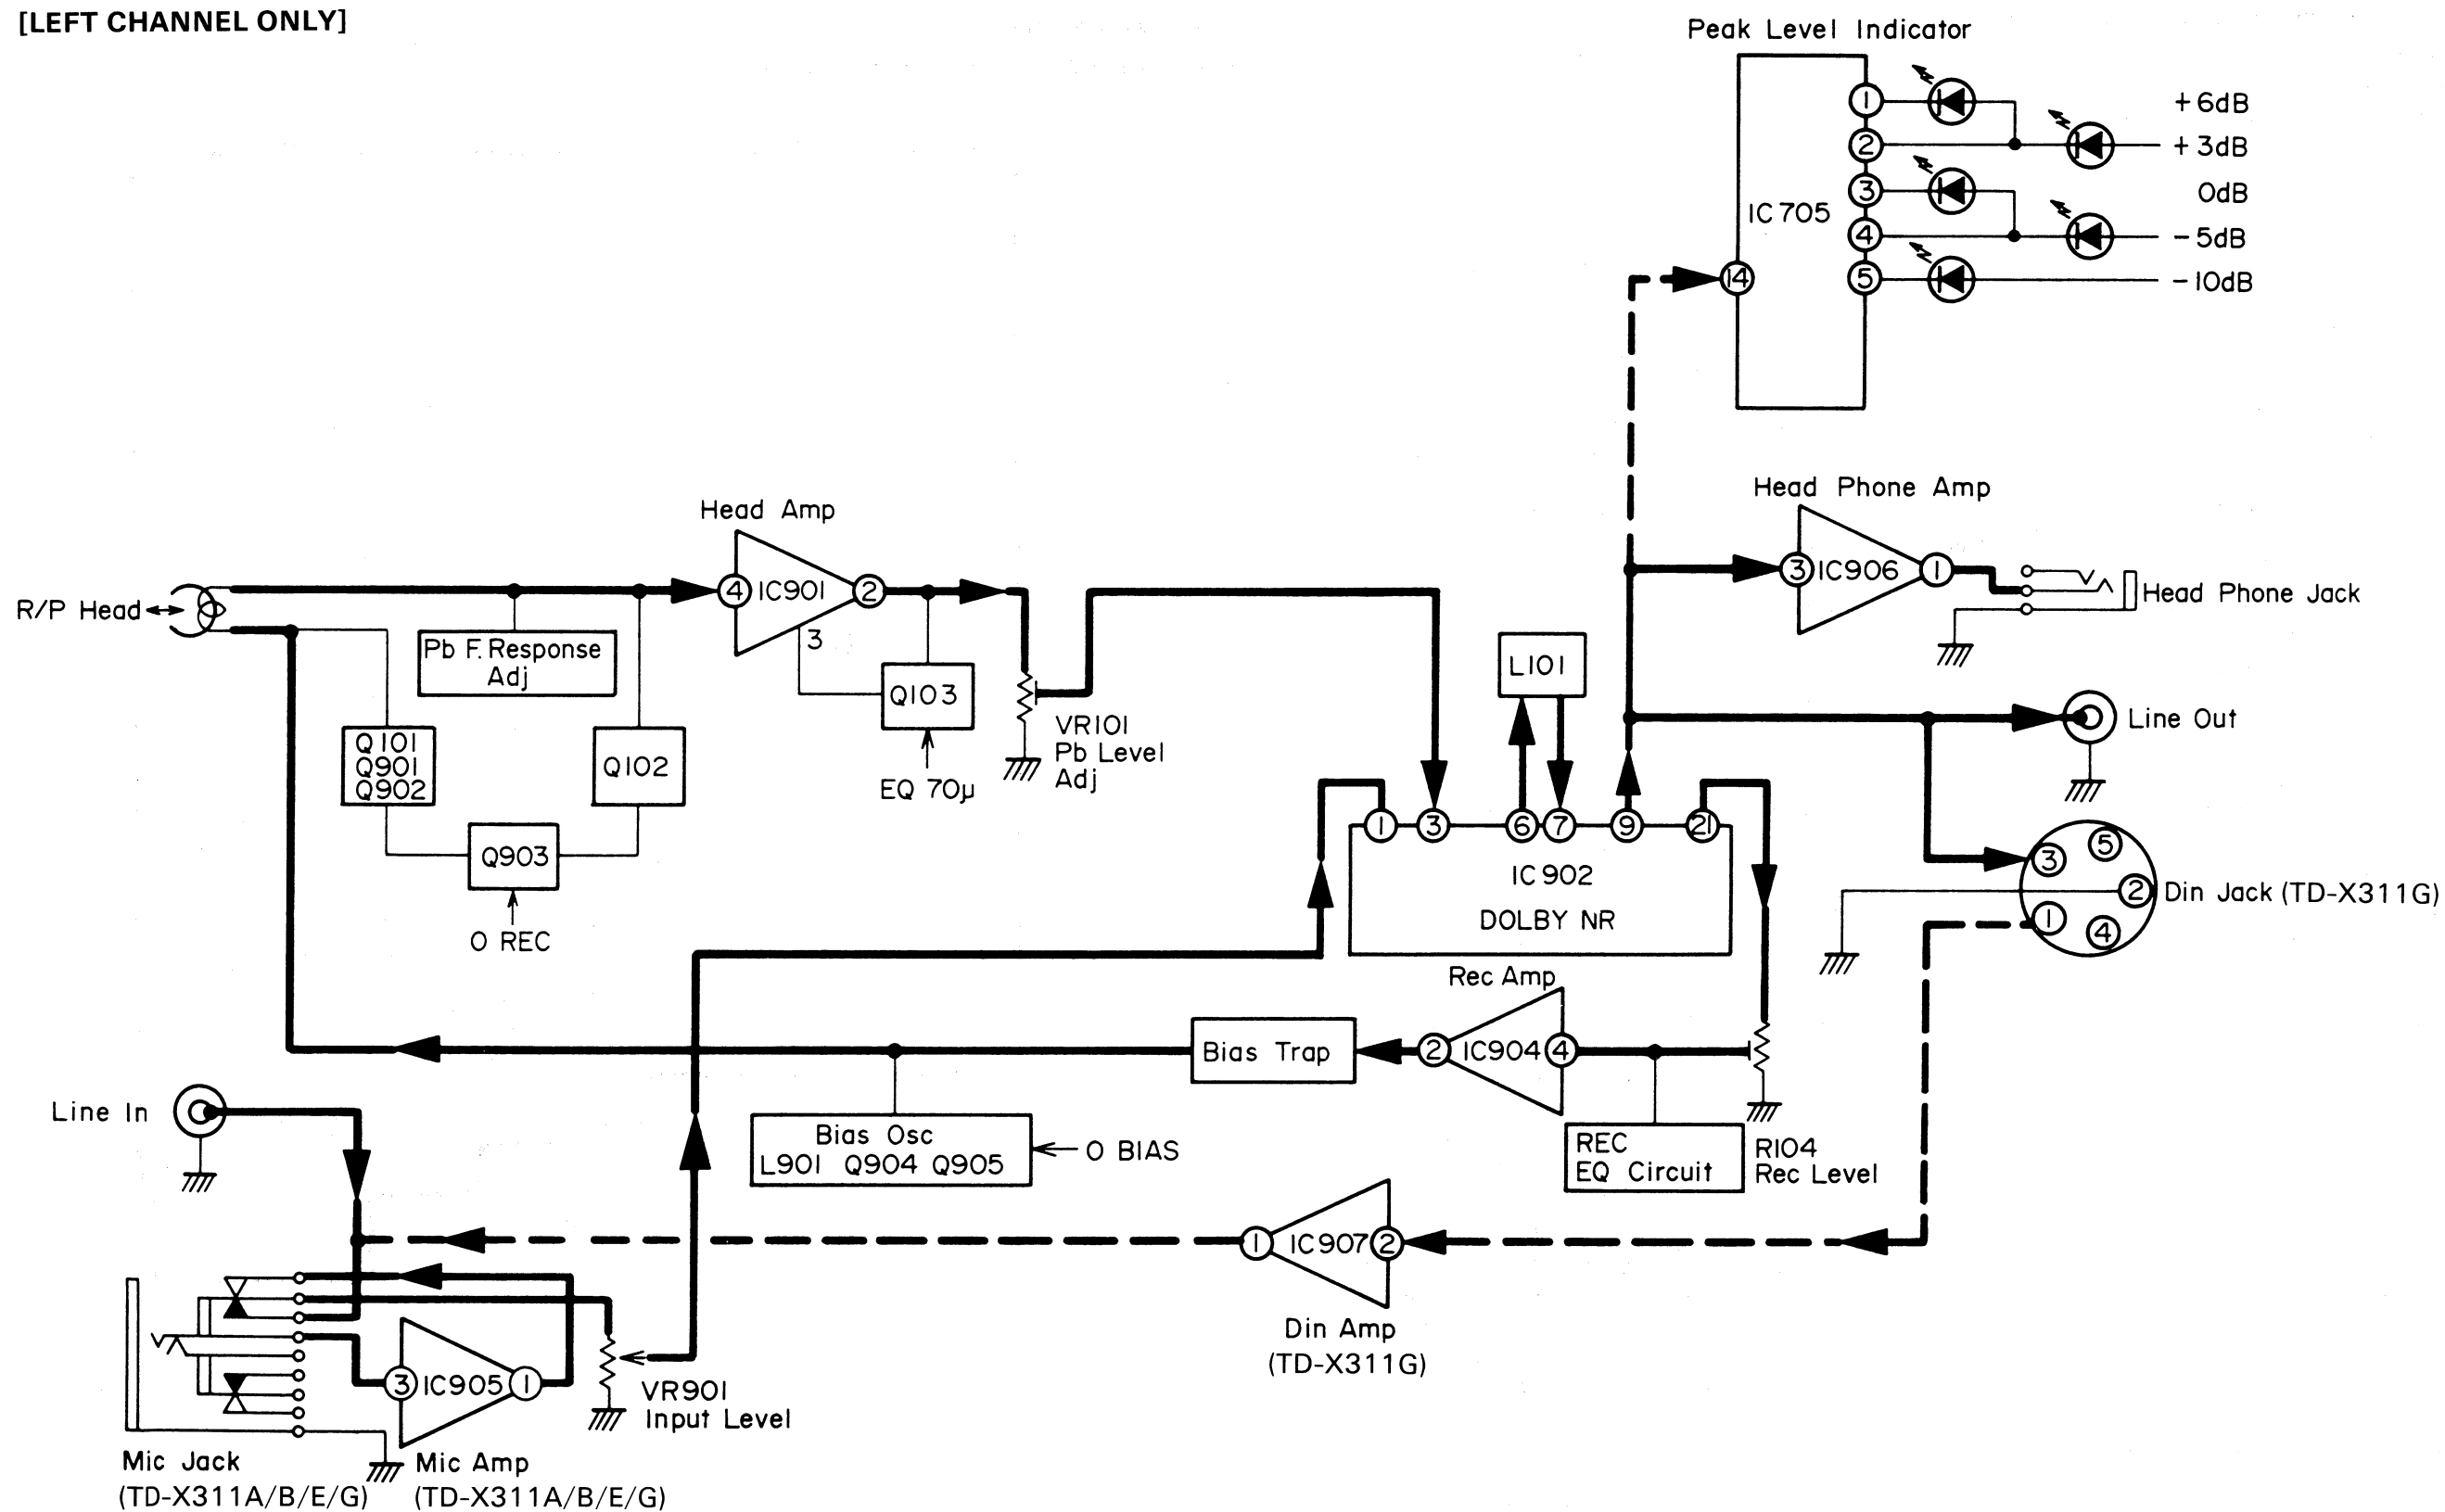 [LEFT CHANNEL ONLY]
Peak Level Indicator
IC705
1
2
3
4
5
14
+6dB
+3dB
0dB
-5dB
-10dB
Head Phone Amp
3
IC906
1
Head Phone Jack
Head Amp
4
IC901
2
3
R/P Head
Pb F. Response
Adj
Q103
EQ 70μ
VR101
Pb Level
Adj
L101
Line Out
Q101
Q901
Q902
Q102
Q903
O REC
1
3
6
7
9
21
IC902
DOLBY NR
3
5
2
1
4
Din Jack (TD-X311G)
Rec Amp
Bias Trap
2
IC904
4
Line In
Bias Osc
L901 Q904 Q905
O BIAS
REC
EQ Circuit
R104
Rec Level
1
IC907
2
Din Amp
(TD-X311G)
3
IC905
1
VR901
Input Level
Mic Jack
(TD-X311A/B/E/G)
Mic Amp
(TD-X311A/B/E/G)